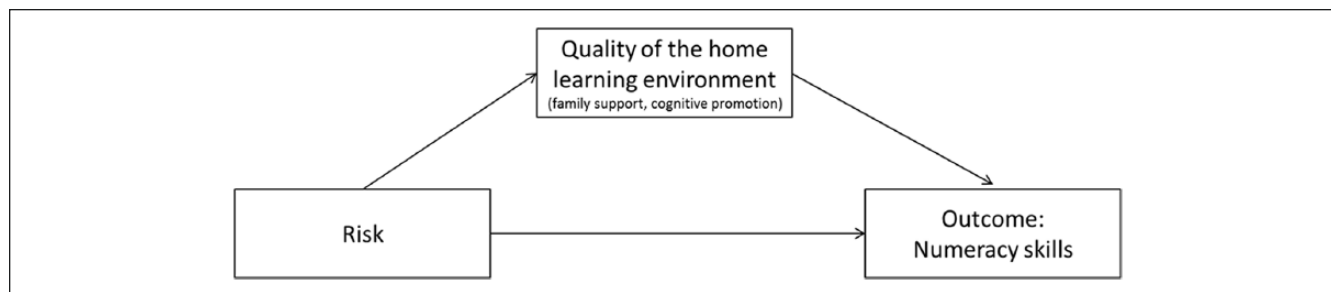 Quality of the home
learning environment
(family support, cognitive promotion)
Risk
Outcome:
Numeracy skills